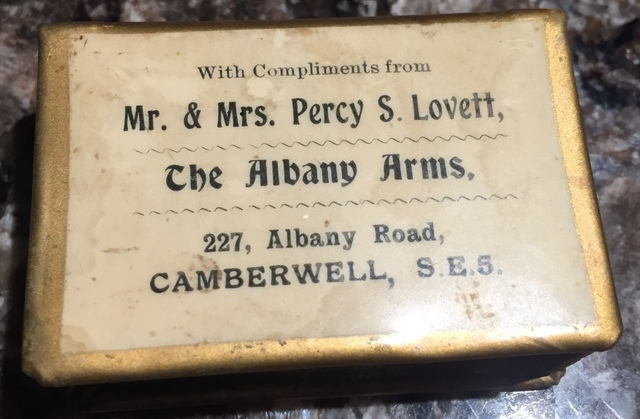 With Compliments from
Mr. & Mrs. Percy S. Lovett,
The Albany Arms,
227, Albany Road,
CAMBERWELL, S.E.5.